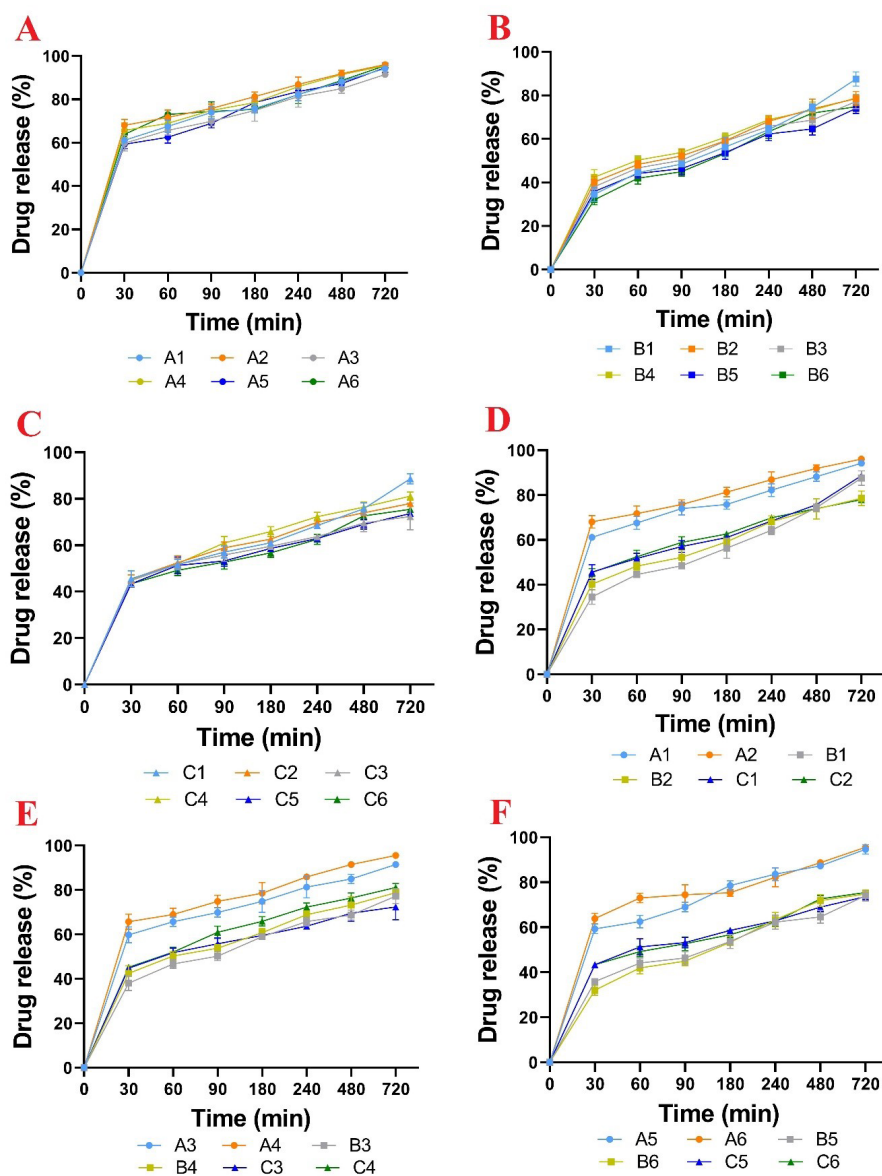 A
Drug release (%)
100
80
60
40
20
0
0 30 60 90 180 240 480 720
Time (min)
A1 A2 A3
A4 A5 A6
B
Drug release (%)
100
80
60
40
20
0
0 30 60 90 180 240 480 720
Time (min)
B1 B2 B3
B4 B5 B6
C
Drug release (%)
100
80
60
40
20
0
0 30 60 90 180 240 480 720
Time (min)
C1 C2 C3
C4 C5 C6
D
Drug release (%)
100
80
60
40
20
0
0 30 60 90 180 240 480 720
Time (min)
A1 A2 B1
B2 C1 C2
E
Drug release (%)
100
80
60
40
20
0
0 30 60 90 180 240 480 720
Time (min)
A3 A4 B3
B4 C3 C4
F
Drug release (%)
100
80
60
40
20
0
0 30 60 90 180 240 480 720
Time (min)
A5 A6 B5
B6 C5 C6